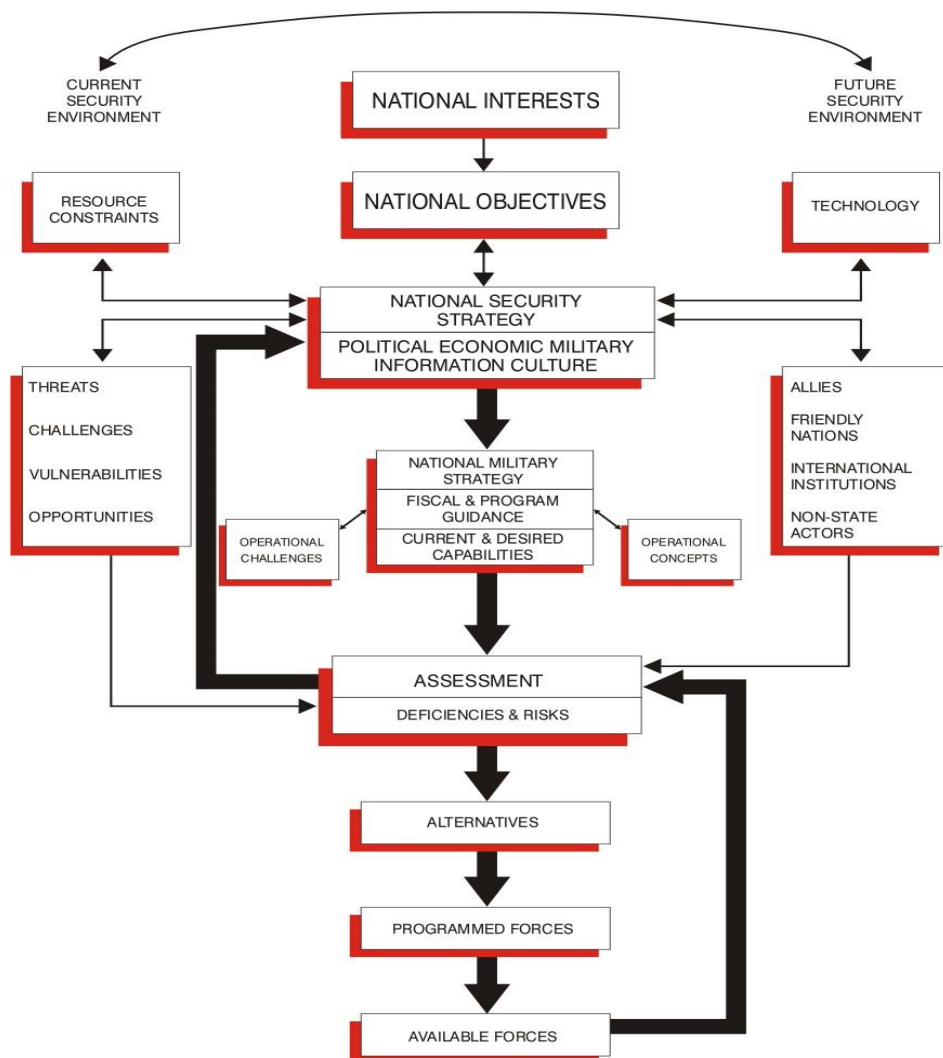 CURRENT
SECURITY
ENVIRONMENT
NATIONAL INTERESTS
FUTURE
SECURITY
ENVIRONMENT
RESOURCE
CONSTRAINTS
NATIONAL OBJECTIVES
TECHNOLOGY
NATIONAL SECURITY
STRATEGY
POLITICAL ECONOMIC MILITARY
INFORMATION CULTURE
THREATS
CHALLENGES
VULNERABILITIES
OPPORTUNITIES
ALLIES
FRIENDLY
NATIONS
INTERNATIONAL
INSTITUTIONS
NON-STATE
ACTORS
NATIONAL MILITARY
STRATEGY
FISCAL & PROGRAM
GUIDANCE
CURRENT & DESIRED
CAPABILITIES
OPERATIONAL
CHALLENGES
OPERATIONAL
CONCEPTS
ASSESSMENT
DEFICIENCIES & RISKS
ALTERNATIVES
PROGRAMMED FORCES
AVAILABLE FORCES